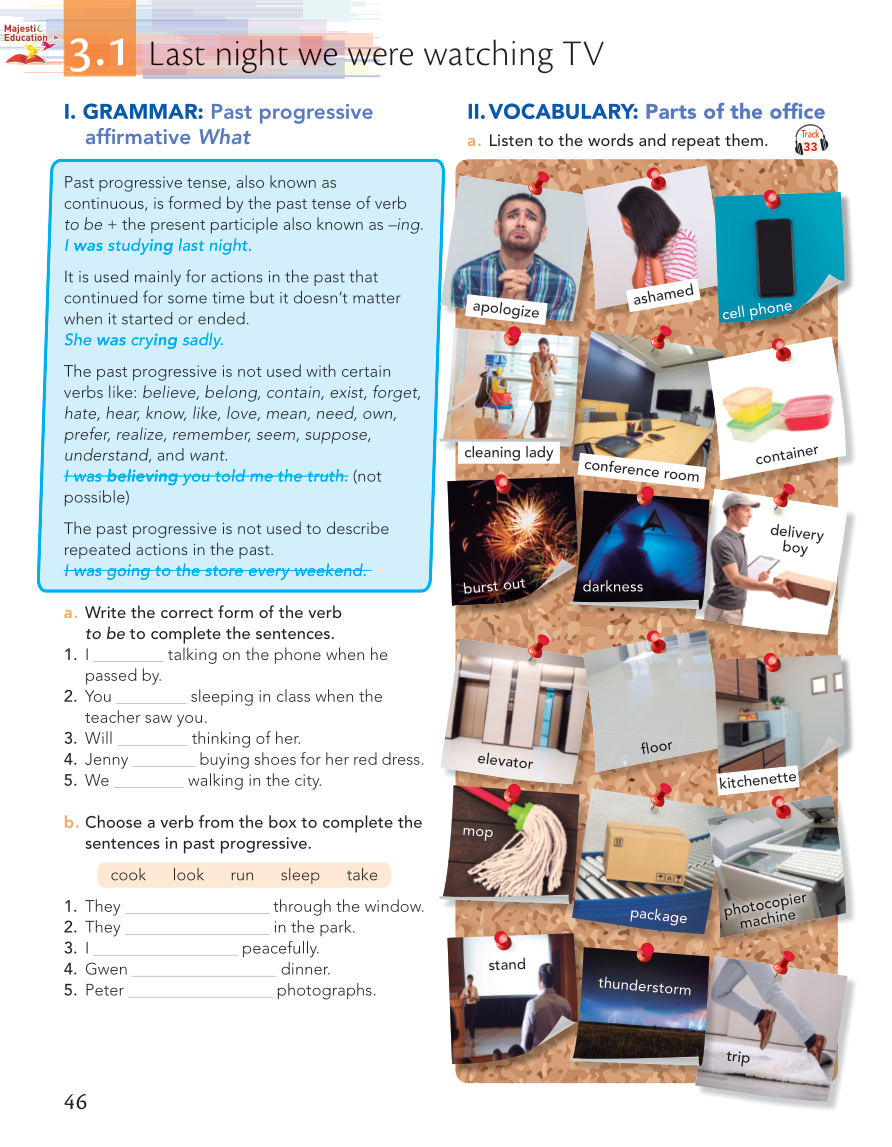 Majesti
Education
3.1 Last night we were watching TV
I. GRAMMAR: Past progressive
affirmative What
Past progressive tense, also known as
continuous, is formed by the past tense of verb
to be + the present participle also known as –ing.
I was studying last night.
It is used mainly for actions in the past that
continued for some time but it doesn't matter
when it started or ended.
She was crying sadly.
The past progressive is not used with certain
verbs like: believe, belong, contain, exist, forget,
hate, hear, know, like, love, mean, need, own,
prefer, realize, remember, seem, suppose,
understand, and want.
I was believing you told me the truth. (not
possible)
The past progressive is not used to describe
repeated actions in the past.
I was going to the store every weekend.
a. Write the correct form of the verb
to be to complete the sentences.
1. I ________ talking on the phone when he
passed by.
2. You ________ sleeping in class when the
teacher saw you.
3. Will ________ thinking of her.
4. Jenny ________ buying shoes for her red dress.
5. We ________ walking in the city.
b. Choose a verb from the box to complete the
sentences in past progressive.
cook look run sleep take
1. They ________________ through the window.
2. They ________________ in the park.
3. I ________________ peacefully.
4. Gwen ________________ dinner.
5. Peter ________________ photographs.
46
II. VOCABULARY: Parts of the office
a. Listen to the words and repeat them.
Track
33
apologize
ashamed
cell phone
cleaning lady
conference room
container
burst out
darkness
delivery
boy
elevator
floor
kitchenette
mop
package
photocopier
machine
stand
thunderstorm
trip